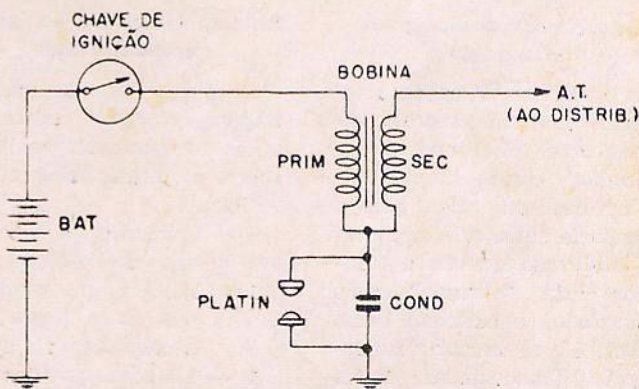 CHAVE DE
IGNIÇÃO
BOBINA
A.T.
(AO DISTRIB.)
PRIM
SEC
BAT
PLATIN
COND